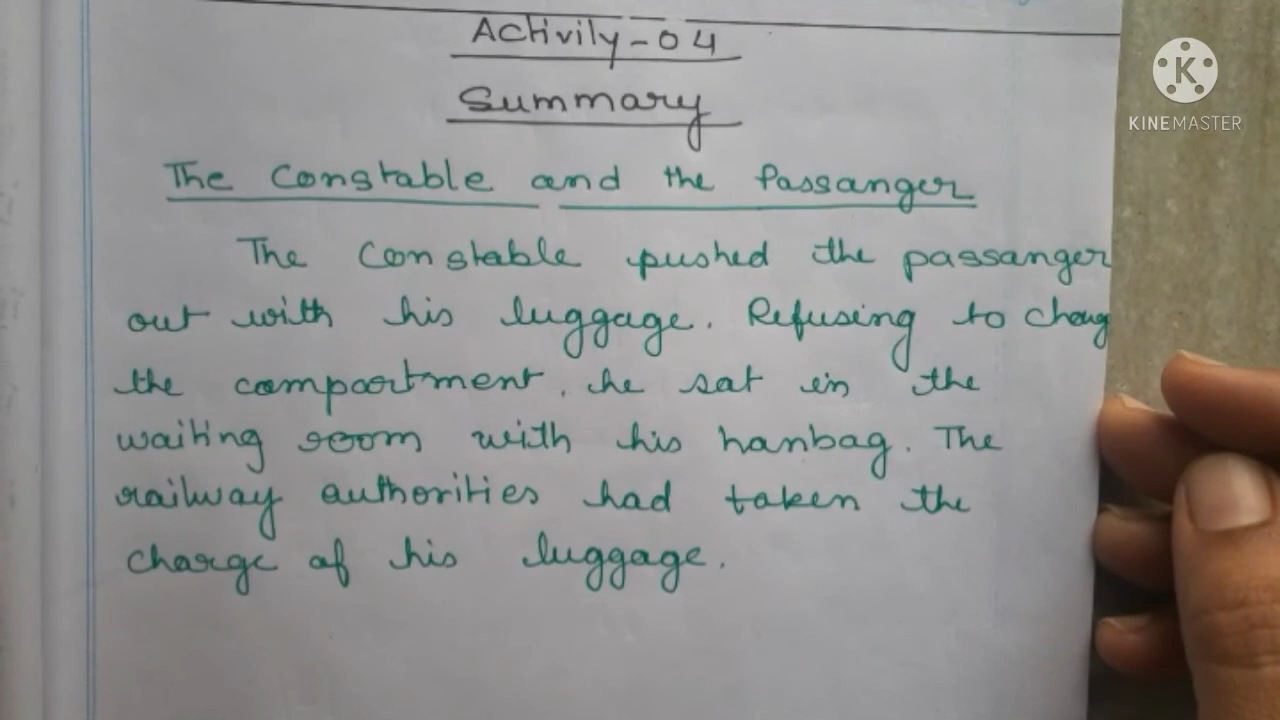 Activily-04
Summary
The Constable and the Passanger
The Constable pushed the passanger
out with his luggage. Refusing to chang
the compartment, he sat in the
waiting room with his hanbag. The
railway authorities had taken the
charge of his luggage.
K
KINEMASTER